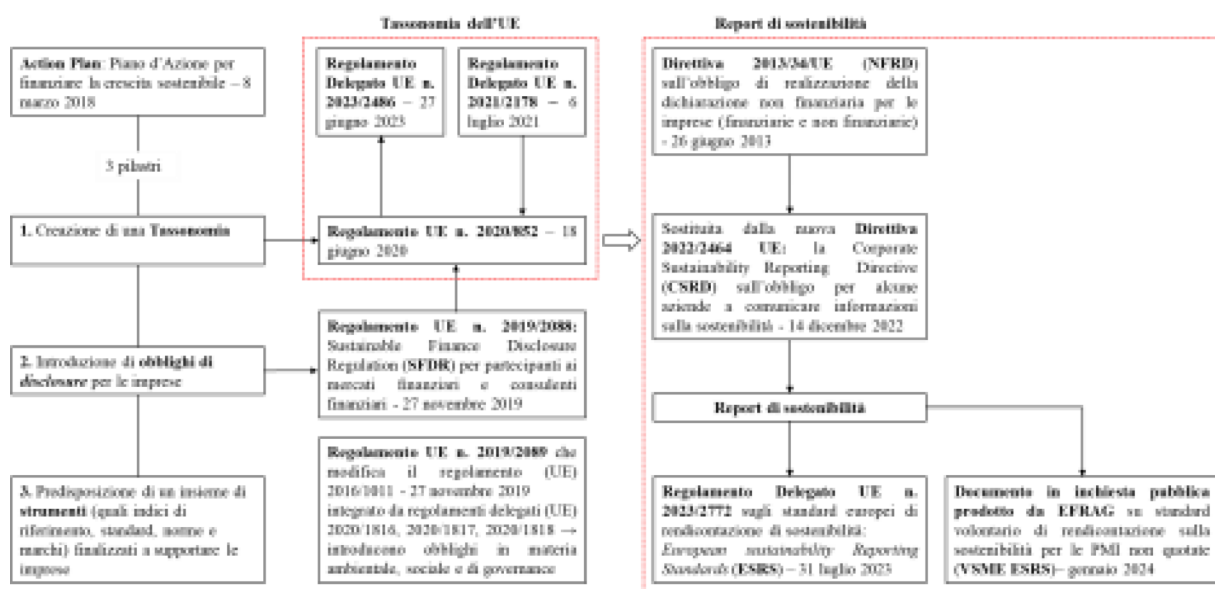 Tassonomia dell'UE
Report di sostenibilità
Action Plan: Piano d'Azione per
finanziare la crescita sostenibile – 8
marzo 2018
3 pilastri
1. Creazione di una Tassonomia
2. Introduzione di obblighi di
disclosure per le imprese
3. Predisposizione di un insieme di
strumenti (quali indici di
riferimento, standard, norme e
marchi) finalizzati a supportare le
imprese
Regolamento
Delegato UE n.
2023/2486 – 27
giugno 2023
Regolamento
Delegato UE n.
2021/2178 – 6
luglio 2021
Regolamento UE n. 2020/852 – 18
giugno 2020
Regolamento UE n. 2019/2088:
Sustainable Finance Disclosure
Regulation (SFDR) per partecipanti ai
mercati finanziari e consulenti
finanziari - 27 novembre 2019
Regolamento UE n. 2019/2089 che
modifica il regolamento (UE)
2016/1011 - 27 novembre 2019
integrato da regolamenti delegati (UE)
2020/1816, 2020/1817, 2020/1818 →
introducono obblighi in materia
ambientale, sociale e di governance
Direttiva 2013/34/UE (NFRD)
sull'obbligo di realizzazione della
dichiarazione non finanziaria per le
imprese (finanziarie e non finanziarie)
- 26 giugno 2013
Sostituita dalla nuova Direttiva
2022/2464 UE: la Corporate
Sustainability Reporting Directive
(CSRD) sull'obbligo per alcune
aziende a comunicare informazioni
sulla sostenibilità - 14 dicembre 2022
Report di sostenibilità
Regolamento Delegato UE n.
2023/2772 sugli standard europei di
rendicontazione di sostenibilità:
European sustainability Reporting
Standards (ESRS) – 31 luglio 2023
Documento in inchiesta pubblica
prodotto da EFRAG su standard
volontario di rendicontazione sulla
sostenibilità per le PMI non quotate
(VSME ESRS)– gennaio 2024